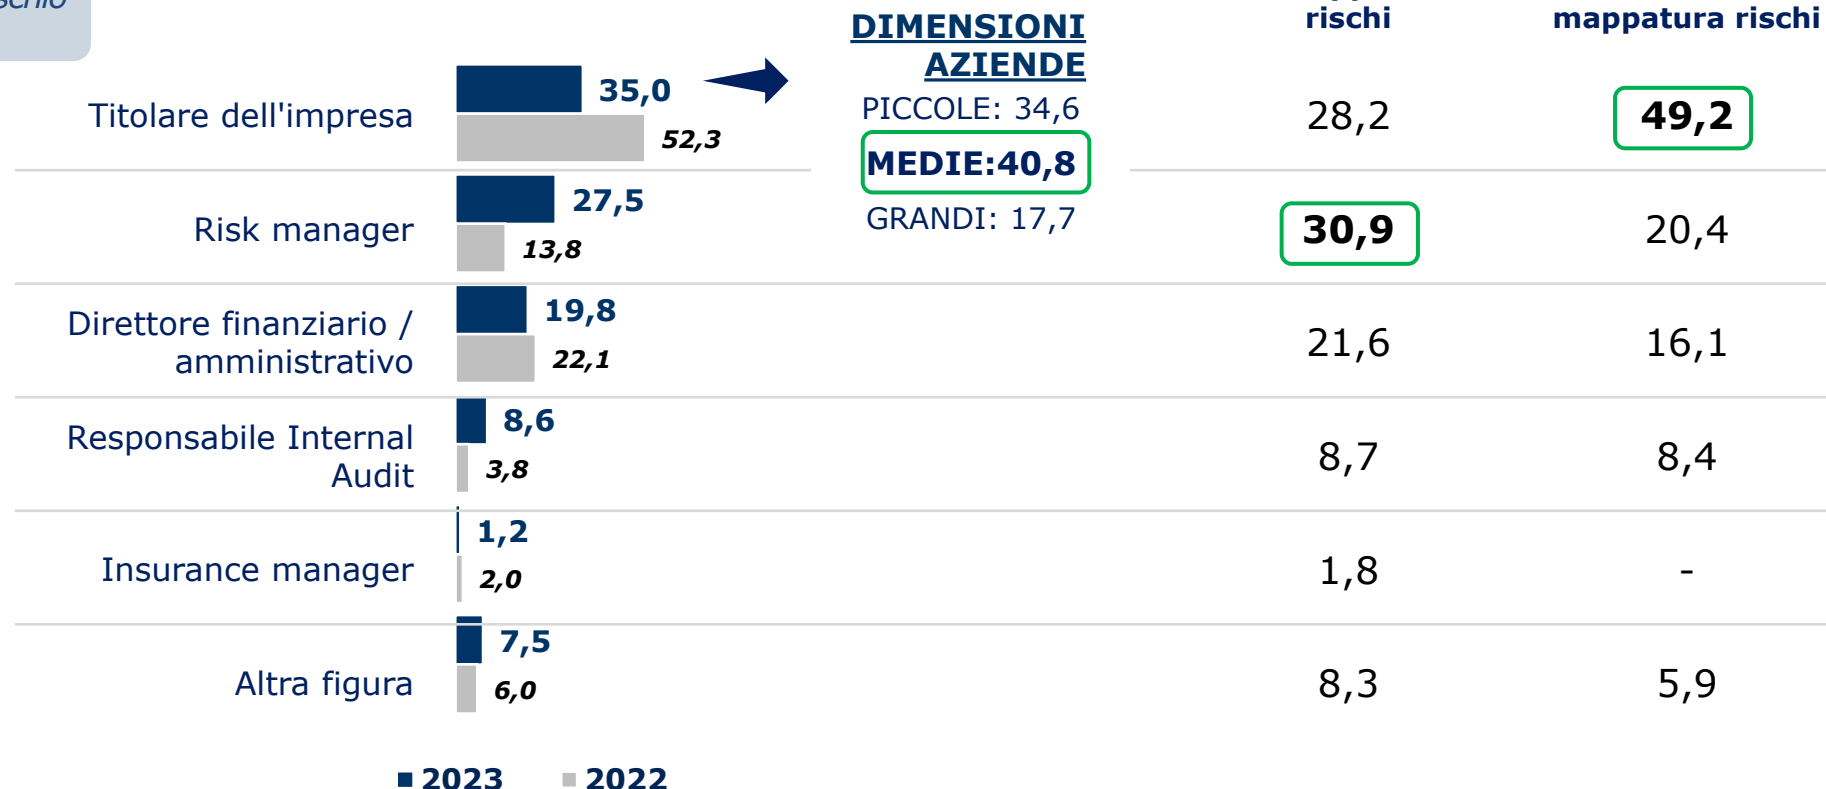 DIMENSIONI
AZIENDE
rischi
mappatura rischi
Titolare dell'impresa
35,0
52,3
PICCOLE: 34,6
MEDIE:40,8
GRANDI: 17,7
28,2
49,2
Risk manager
27,5
13,8
30,9
20,4
Direttore finanziario /
amministrativo
19,8
22,1
21,6
16,1
Responsabile Internal
Audit
8,6
3,8
8,7
8,4
Insurance manager
1,2
2,0
1,8
-
Altra figura
7,5
6,0
8,3
5,9
2023
2022